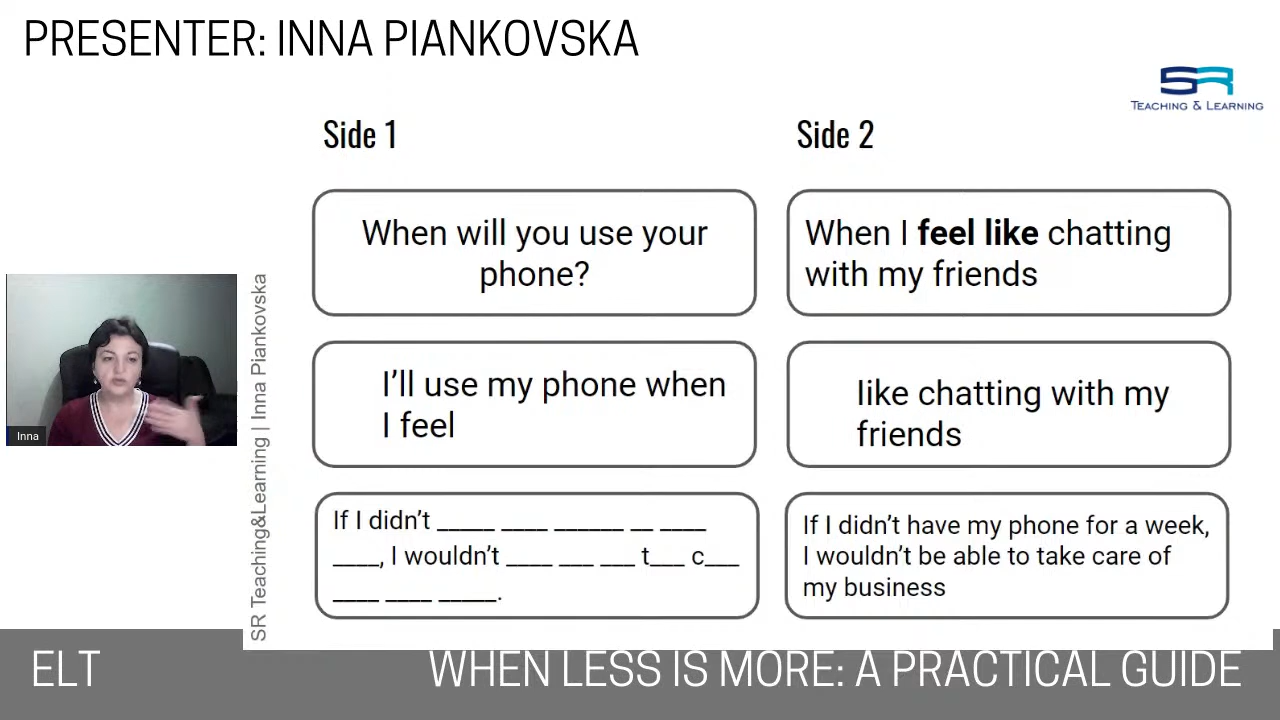 PRESENTER: INNA PIANKOVSKA
SR
TEACHING & LEARNING
Side 1
Side 2
When will you use your
phone?
When I feel like chatting
with my friends
I'll use my phone when
I feel
like chatting with my
friends
If I didn't _____ ____ ______ __ ____
____, I wouldn't ____ ___ ___ t___ c___
____ ____ _____.
If I didn't have my phone for a week,
I wouldn't be able to take care of
my business
Inna
SR Teaching&Learning | Inna Piankovska
ELT
WHEN LESS IS MORE: A PRACTICAL GUIDE